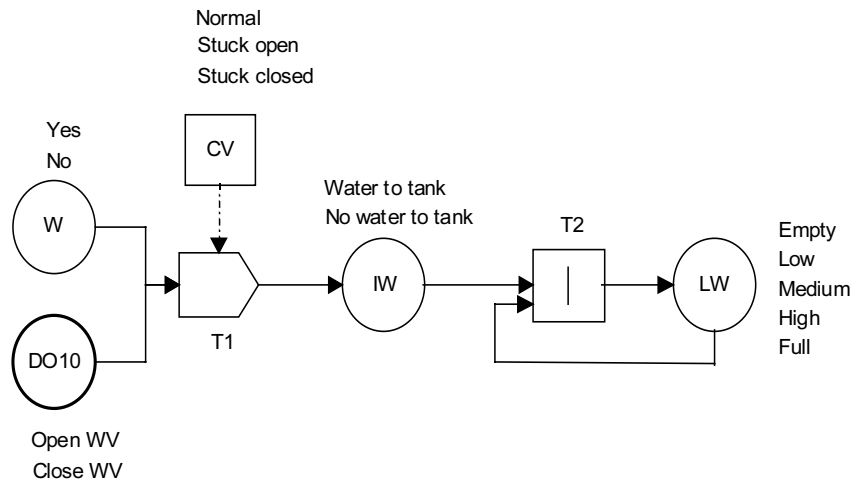 Normal
Stuck open
Stuck closed
CV
Yes
No
W
Water to tank
No water to tank
T2
Empty
Low
Medium
High
Full
IW
LW
T1
DO10
Open WV
Close WV